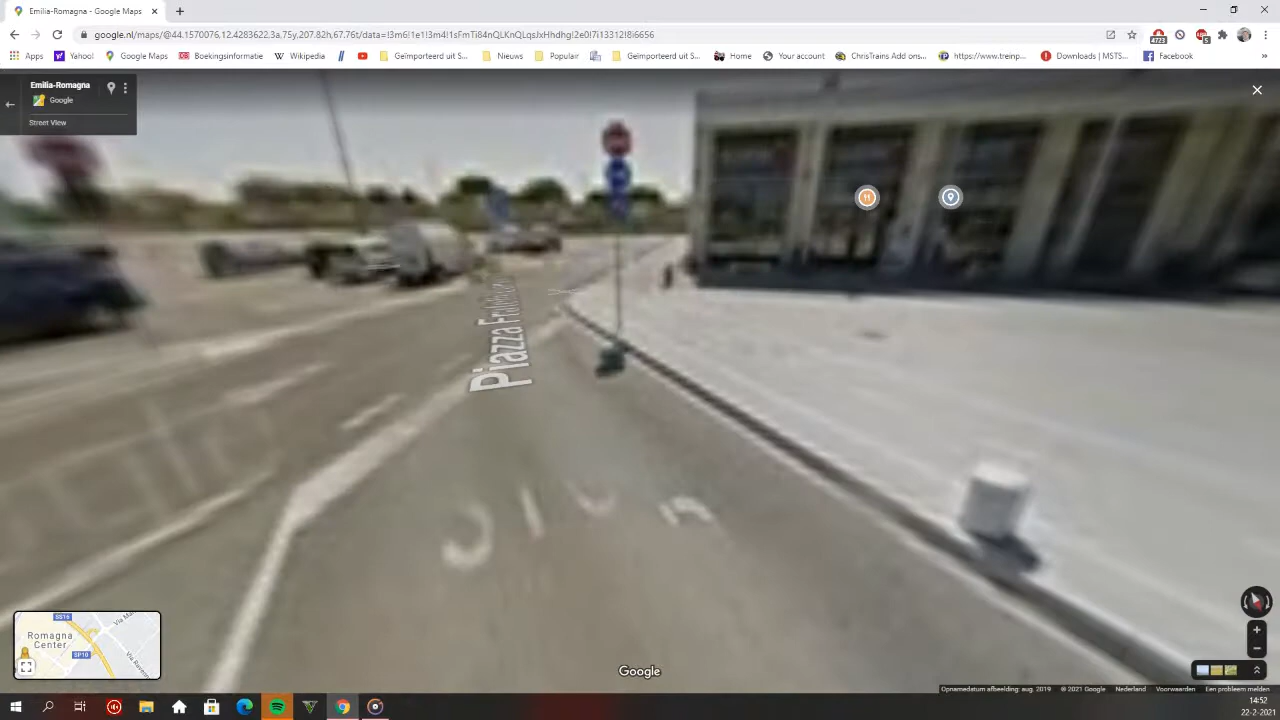 Emilia-Romagna - Google Maps
google.nl/maps/@44.1570076,12.4283622,3a,75y,207.82h,67.76t/data=!3m6!1e1!3m4!1sFmTi84nQLKnQLqsJxHhdhg!2e0!7i13312!8i6656
4723
5
Apps Yahoo! Google Maps Boekingsinformatie Wikipedia // Geïmporteerd op... Nieuws Populair Geïmporteerd uit S... Home Your account ChrisTrains Add ons... https://www.treinp... Downloads | MSTS... Facebook »
Emilia-Romagna
Google
Street View
Piazza
SS16
Romagna
Center
SP10
Google
Opnamedatum afbeelding: aug. 2019 © 2021 Google Nederland Voorwaarden Een probleem melden
14:52
22-2-2021